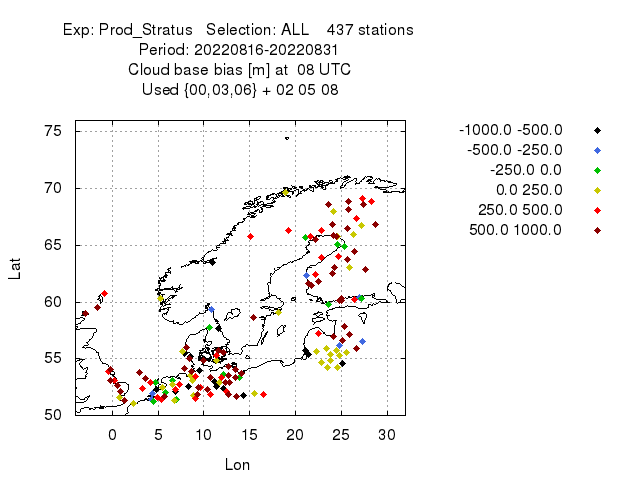 Exp: Prod_Stratus   Selection: ALL    437 stations
Period: 20220816-20220831
Cloud base bias [m] at  08 UTC
Used {00,03,06} + 02 05 08
-1000.0 -500.0
-500.0 -250.0
-250.0 0.0
0.0 250.0
250.0 500.0
500.0 1000.0
75
70
65
60
55
50
Lat
0 5 10 15 20 25 30
Lon